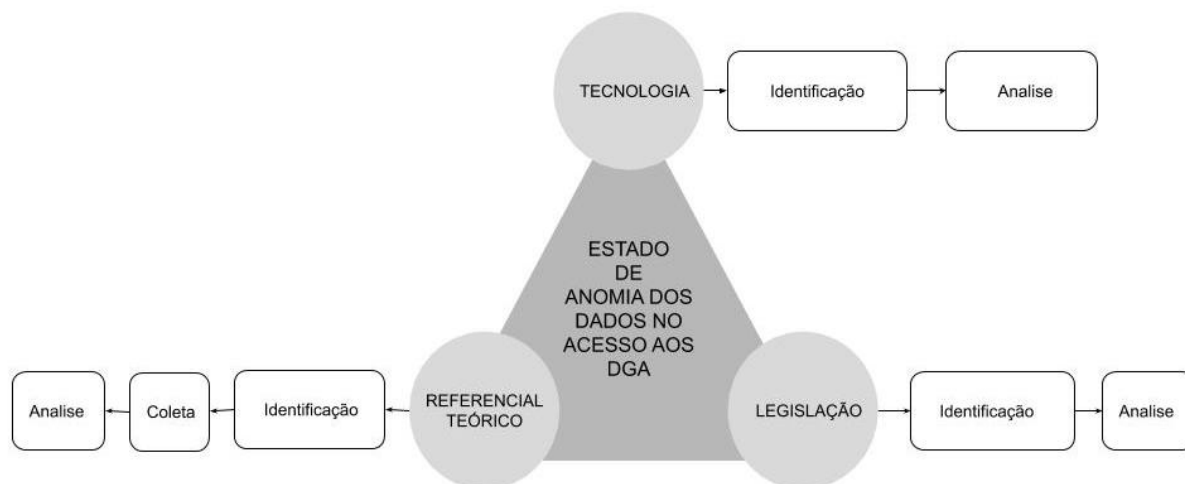 TECNOLOGIA
Identificação
Analise
ESTADO
DE
ANOMIA DOS
DADOS NO
ACESSO AOS
DGA
Analise
Coleta
Identificação
REFERENCIAL
TEÓRICO
LEGISLAÇÃO
Identificação
Analise